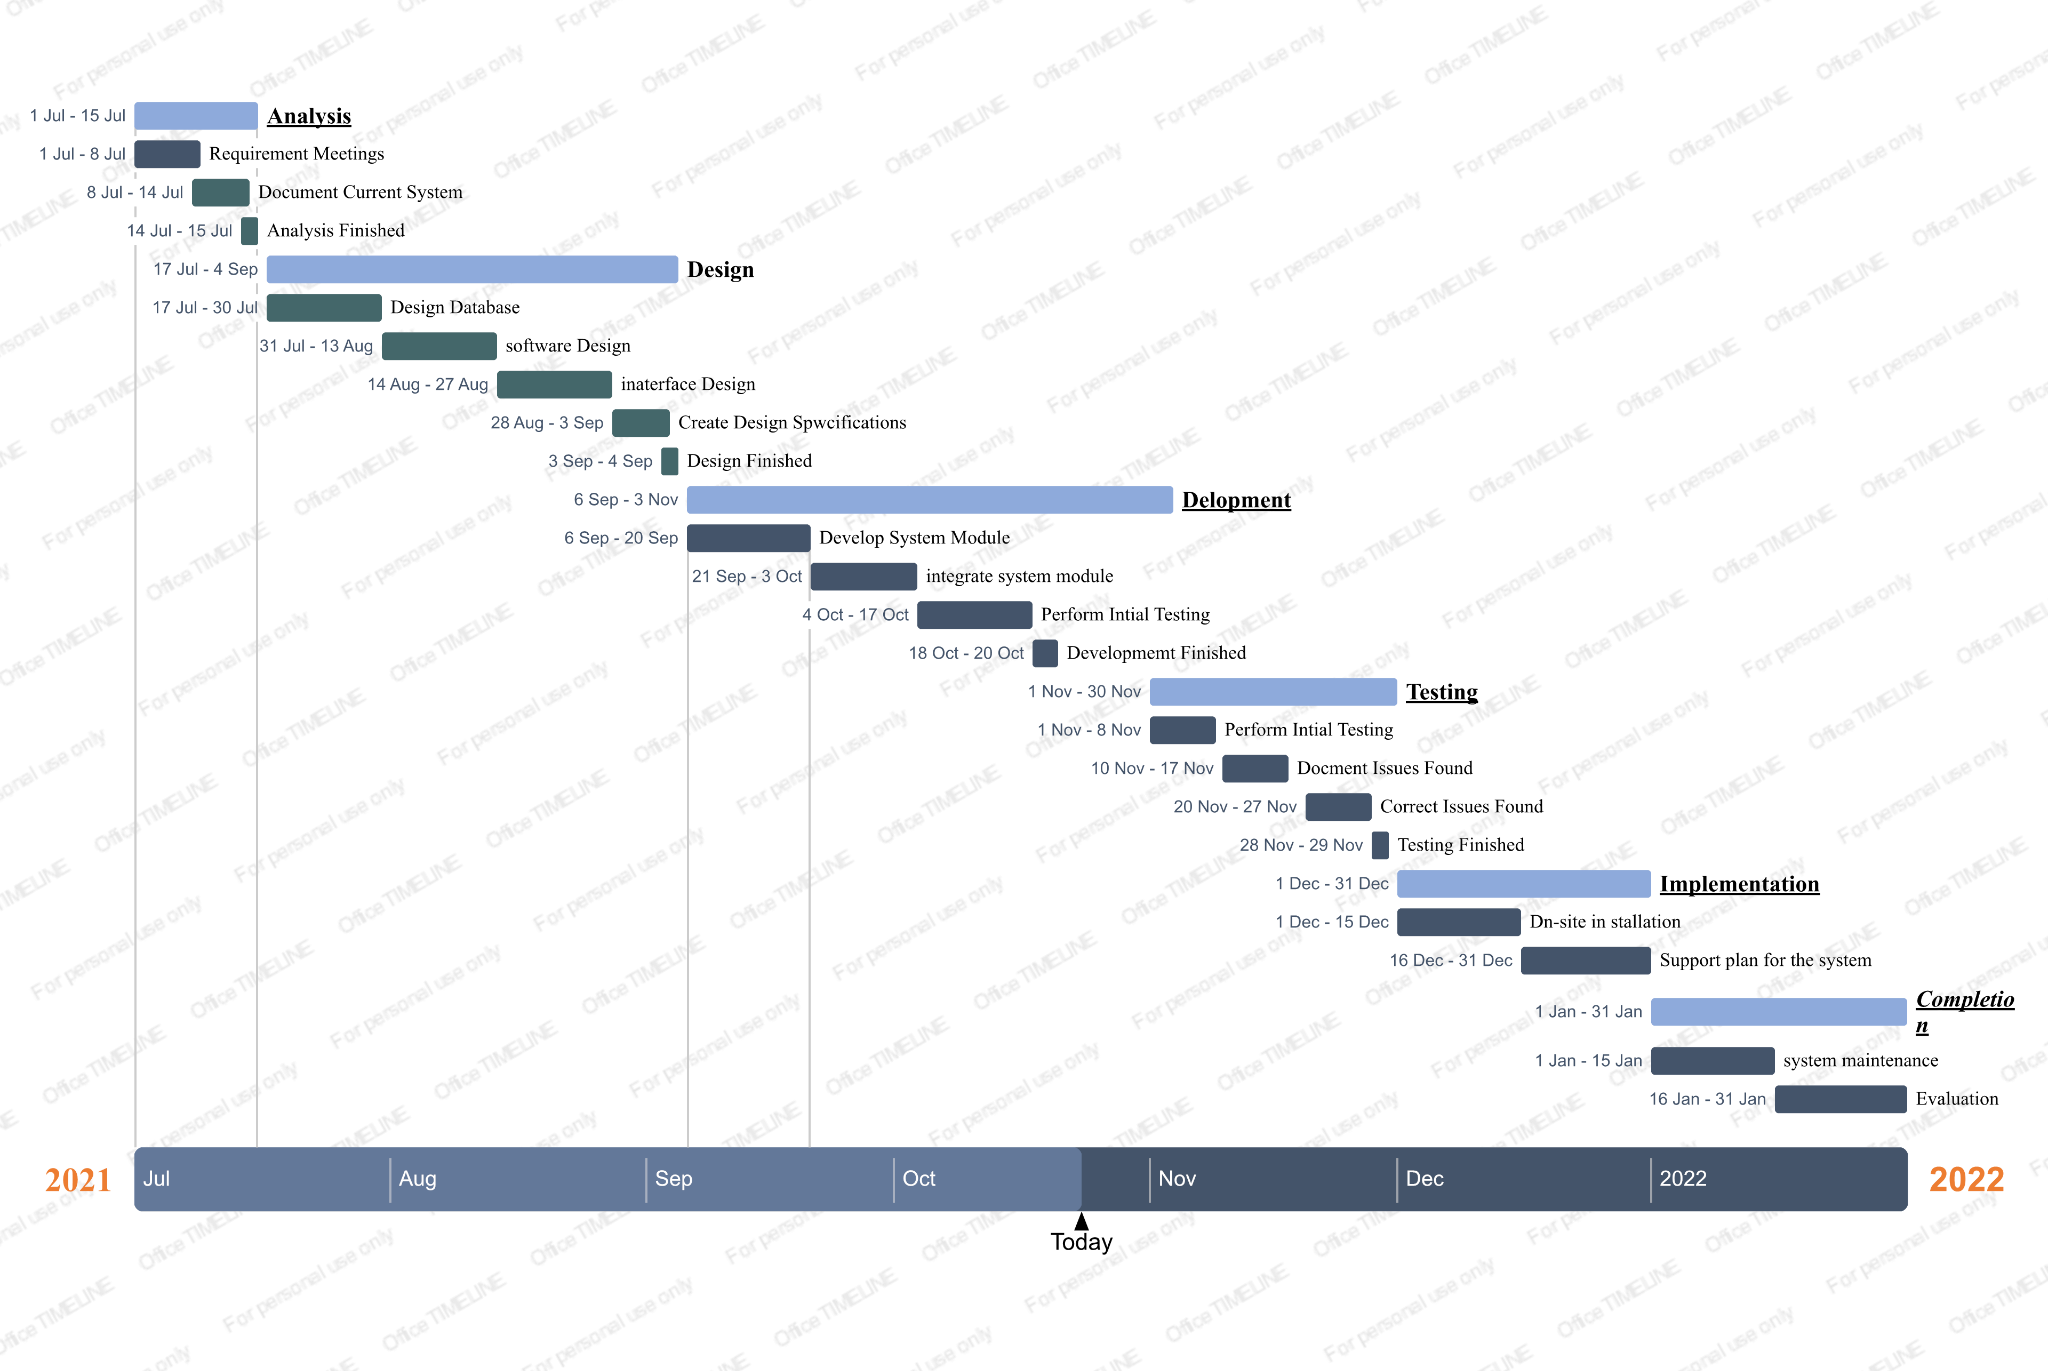 1 Jul - 15 Jul Analysis
1 Jul - 8 Jul Requirement Meetings
8 Jul - 14 Jul Document Current System
14 Jul - 15 Jul Analysis Finished
17 Jul - 4 Sep Design
17 Jul - 30 Jul Design Database
31 Jul - 13 Aug software Design
14 Aug - 27 Aug inaterface Design
28 Aug - 3 Sep Create Design Spwcifications
3 Sep - 4 Sep Design Finished
6 Sep - 3 Nov Delopment
6 Sep - 20 Sep Develop System Module
21 Sep - 3 Oct integrate system module
4 Oct - 17 Oct Perform Intial Testing
18 Oct - 20 Oct Developmemt Finished
1 Nov - 30 Nov Testing
1 Nov - 8 Nov Perform Intial Testing
10 Nov - 17 Nov Docment Issues Found
20 Nov - 27 Nov Correct Issues Found
28 Nov - 29 Nov Testing Finished
1 Dec - 31 Dec Implementation
1 Dec - 15 Dec Dn-site in stallation
16 Dec - 31 Dec Support plan for the system
1 Jan - 31 Jan Completio
n
1 Jan - 15 Jan system maintenance
16 Jan - 31 Jan Evaluation
2021 Jul Aug Sep Oct Nov Dec 2022 2022
Today
For personal use only
Office TIMELINE